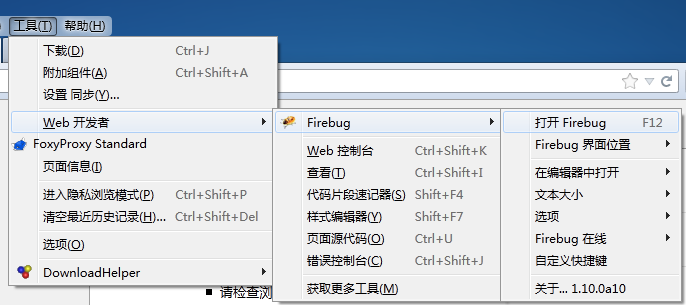 工具(T) 帮助(H)
下载(D) Ctrl+J
附加组件(A) Ctrl+Shift+A
设置 同步(Y)...
Web 开发者
FoxyProxy Standard
页面信息(I)
进入隐私浏览模式(P) Ctrl+Shift+P
清空最近历史记录(H)... Ctrl+Shift+Del
选项(O)
DownloadHelper
Firebug
Web 控制台 Ctrl+Shift+K
查看(T) Ctrl+Shift+I
代码片段速记器(S) Shift+F4
样式编辑器(Y) Shift+F7
页面源代码(O) Ctrl+U
错误控制台(C) Ctrl+Shift+J
获取更多工具(M)
打开 Firebug F12
Firebug 界面位置
在编辑器中打开
文本大小
选项
Firebug 在线
自定义快捷键
关于... 1.10.0a10
请检查浏